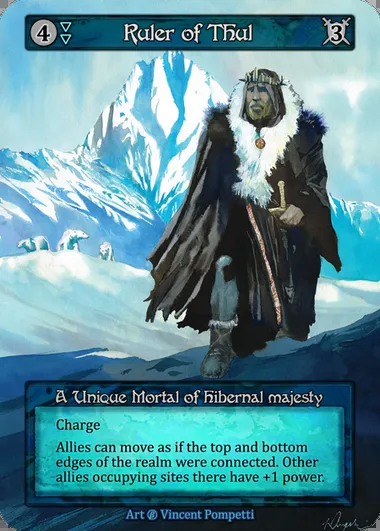 4 Ruler of Thul 3
A Unique Mortal of hibernal majesty
Charge
Allies can move as if the top and bottom
edges of the realm were connected. Other
allies occupying sites there have +1 power.
Art @ Vincent Pompetti